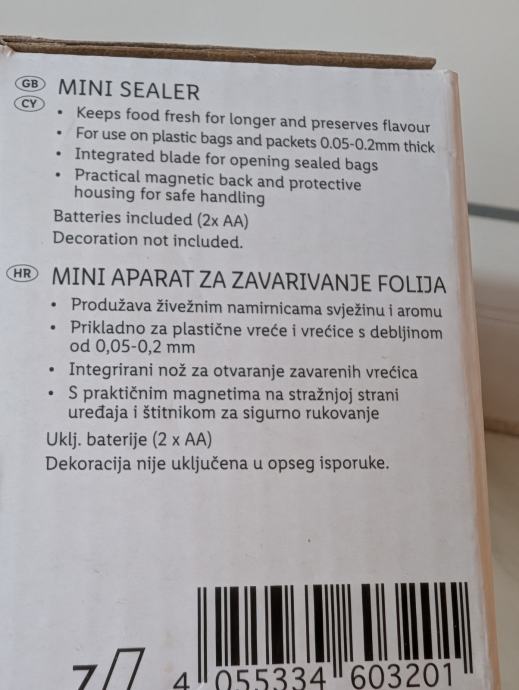 GB MINI SEALER
CY
• Keeps food fresh for longer and preserves flavour
• For use on plastic bags and packets 0.05-0.2mm thick
• Integrated blade for opening sealed bags
• Practical magnetic back and protective
housing for safe handling
Batteries included (2x AA)
Decoration not included.
HR MINI APARAT ZA ZAVARIVANJE FOLIJA
• Produžava živežnim namirnicama svježinu i aromu
• Prikladno za plastične vreće i vrećice s debljinom
od 0,05-0,2 mm
• Integrirani nož za otvaranje zavarenih vrećica
• S praktičnim magnetima na stražnjoj strani
uređaja i štitnikom za sigurno rukovanje
Uklj. baterije (2 x AA)
Dekoracija nije uključena u opseg isporuke.
4 055334 603201